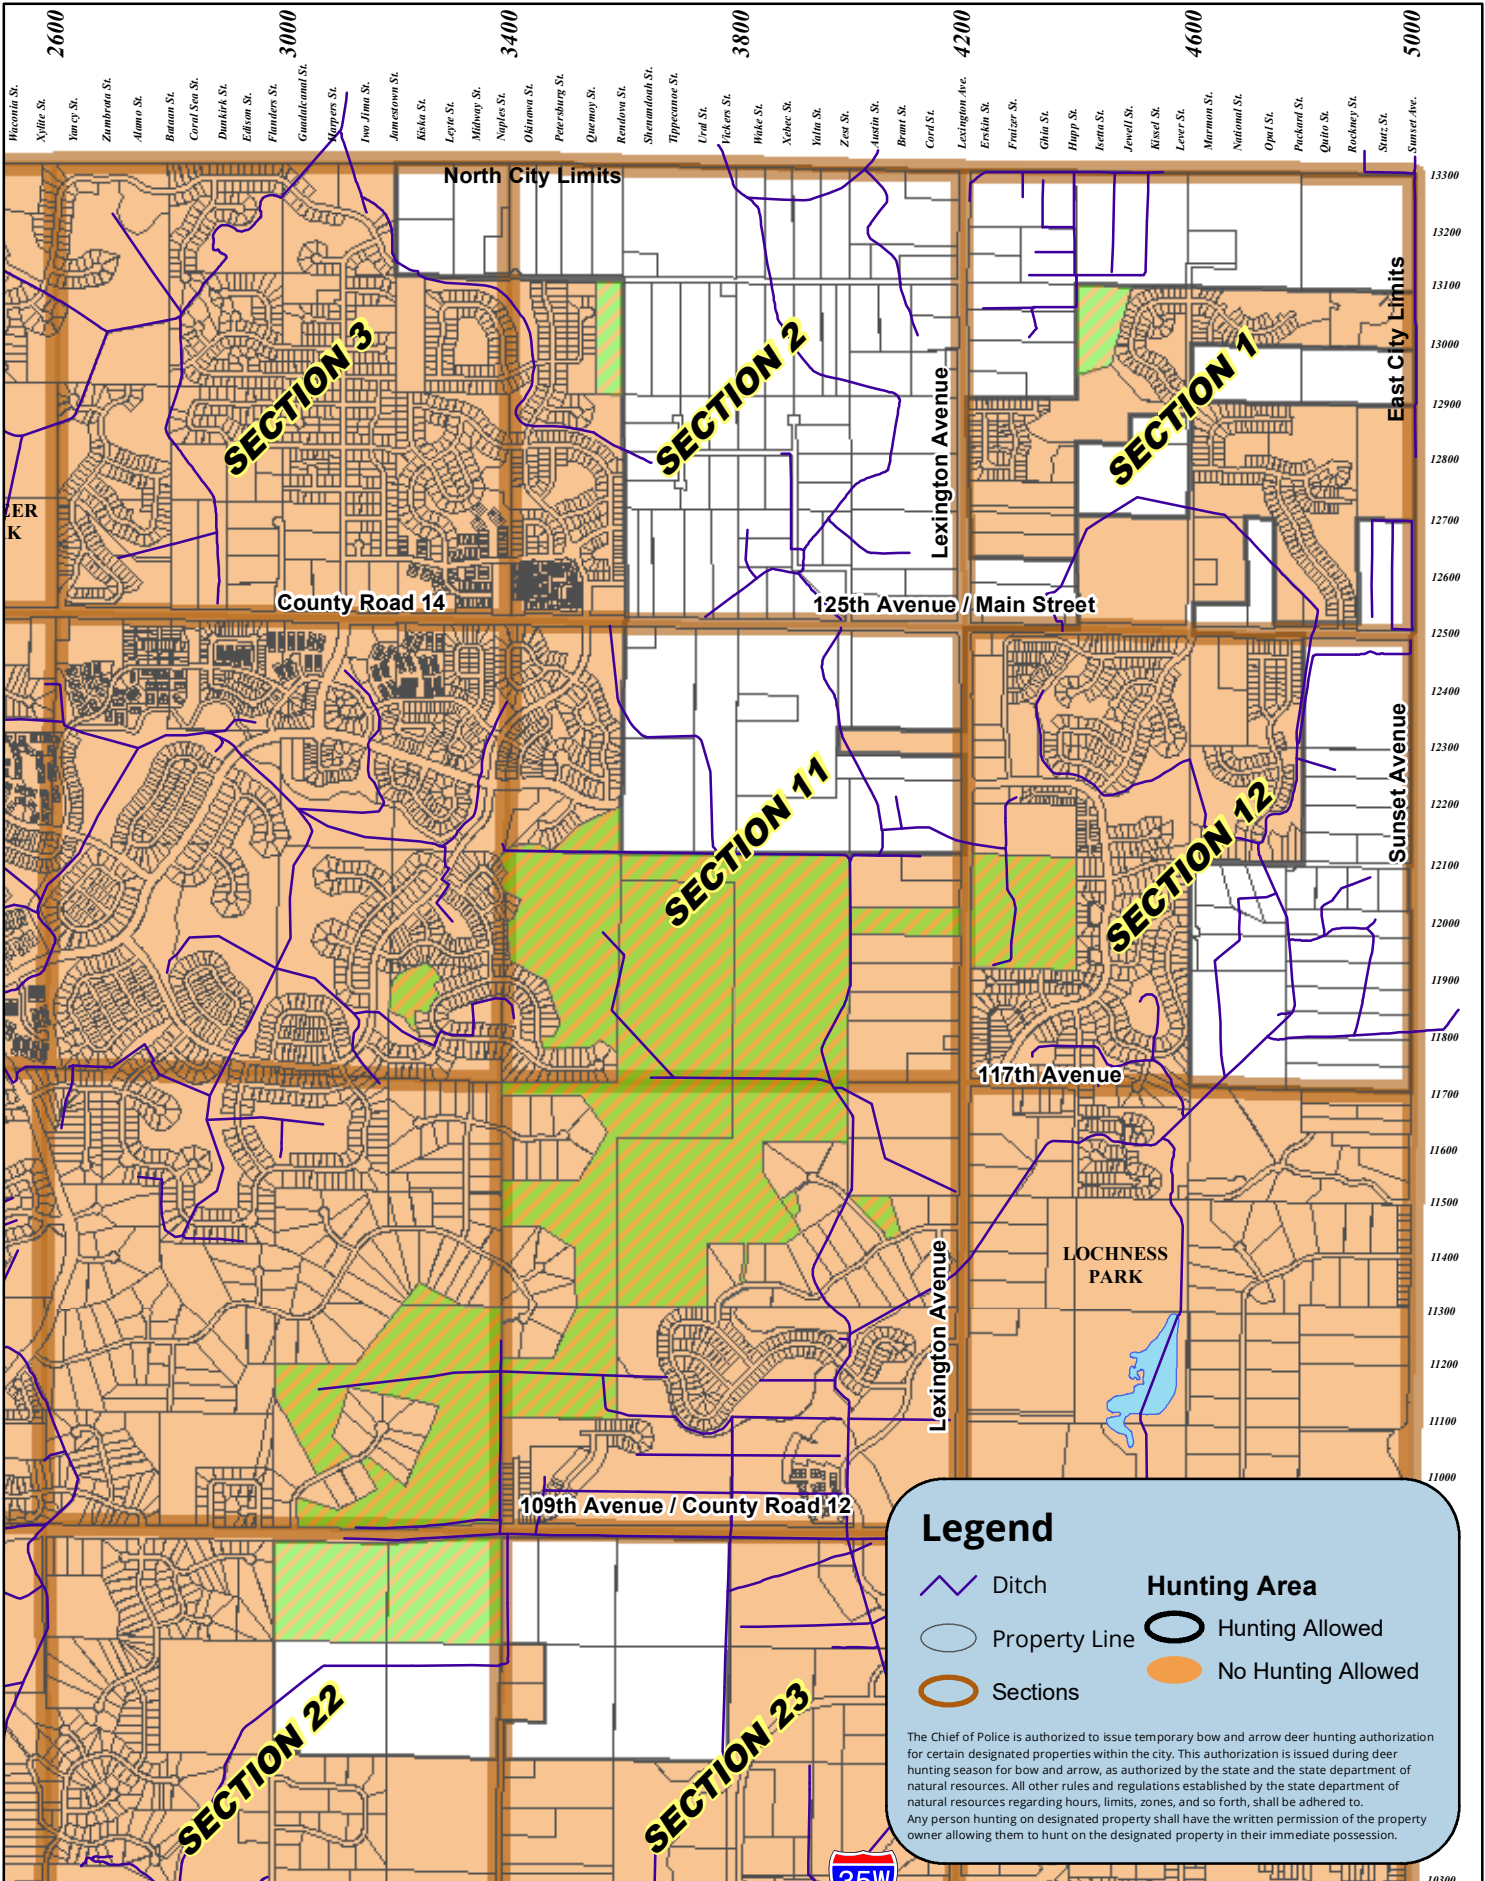 2600
3000
3400
3800
4200
4600
5000
Waconia St.
Xylite St.
Yancy St.
Zumbrota St.
Alamo St.
Bataan St.
Coral Sea St.
Dunkirk St.
Edison St.
Flanders St.
Guadalcanal St.
Harpers St.
Iwo Jima St.
Jamestown St.
Kiska St.
Leyte St.
Midway St.
Naples St.
Okinawa St.
Petersburg St.
Quemoy St.
Rendova St.
Shenandoah St.
Tippecanoe St.
Urd St.
Vickers St.
Wake St.
Xebec St.
Yalta St.
Zest St.
Austin St.
Brant St.
Cord St.
Lexington Ave.
Erskin St.
Fraizer St.
Ghia St.
Hupp St.
Isetta St.
Jewell St.
Kissel St.
Lever St.
Marmon St.
National St.
Opal St.
Packard St.
Quito St.
Rockney St.
Stutz St.
Sunset Ave.
North City Limits
13300
13200
13100
13000
12900
12800
12700
12600
12500
12400
12300
12200
12100
12000
11900
11800
11700
11600
11500
11400
11300
11200
11100
11000
10300
East City Limits
SECTION 3
SECTION 2
SECTION 1
Lexington Avenue
ZER
K
County Road 14
125th Avenue / Main Street
Sunset Avenue
SECTION 11
SECTION 12
117th Avenue
LOCHNESS
PARK
Lexington Avenue
109th Avenue / County Road 12
SECTION 22
SECTION 23
35W
Legend
Ditch
Property Line
Sections
Hunting Area
Hunting Allowed
No Hunting Allowed
The Chief of Police is authorized to issue temporary bow and arrow deer hunting authorization
for certain designated properties within the city. This authorization is issued during deer
hunting season for bow and arrow, as authorized by the state and the state department of
natural resources. All other rules and regulations established by the state department of
natural resources regarding hours, limits, zones, and so forth, shall be adhered to.
Any person hunting on designated property shall have the written permission of the property
owner allowing them to hunt on the designated property in their immediate possession.